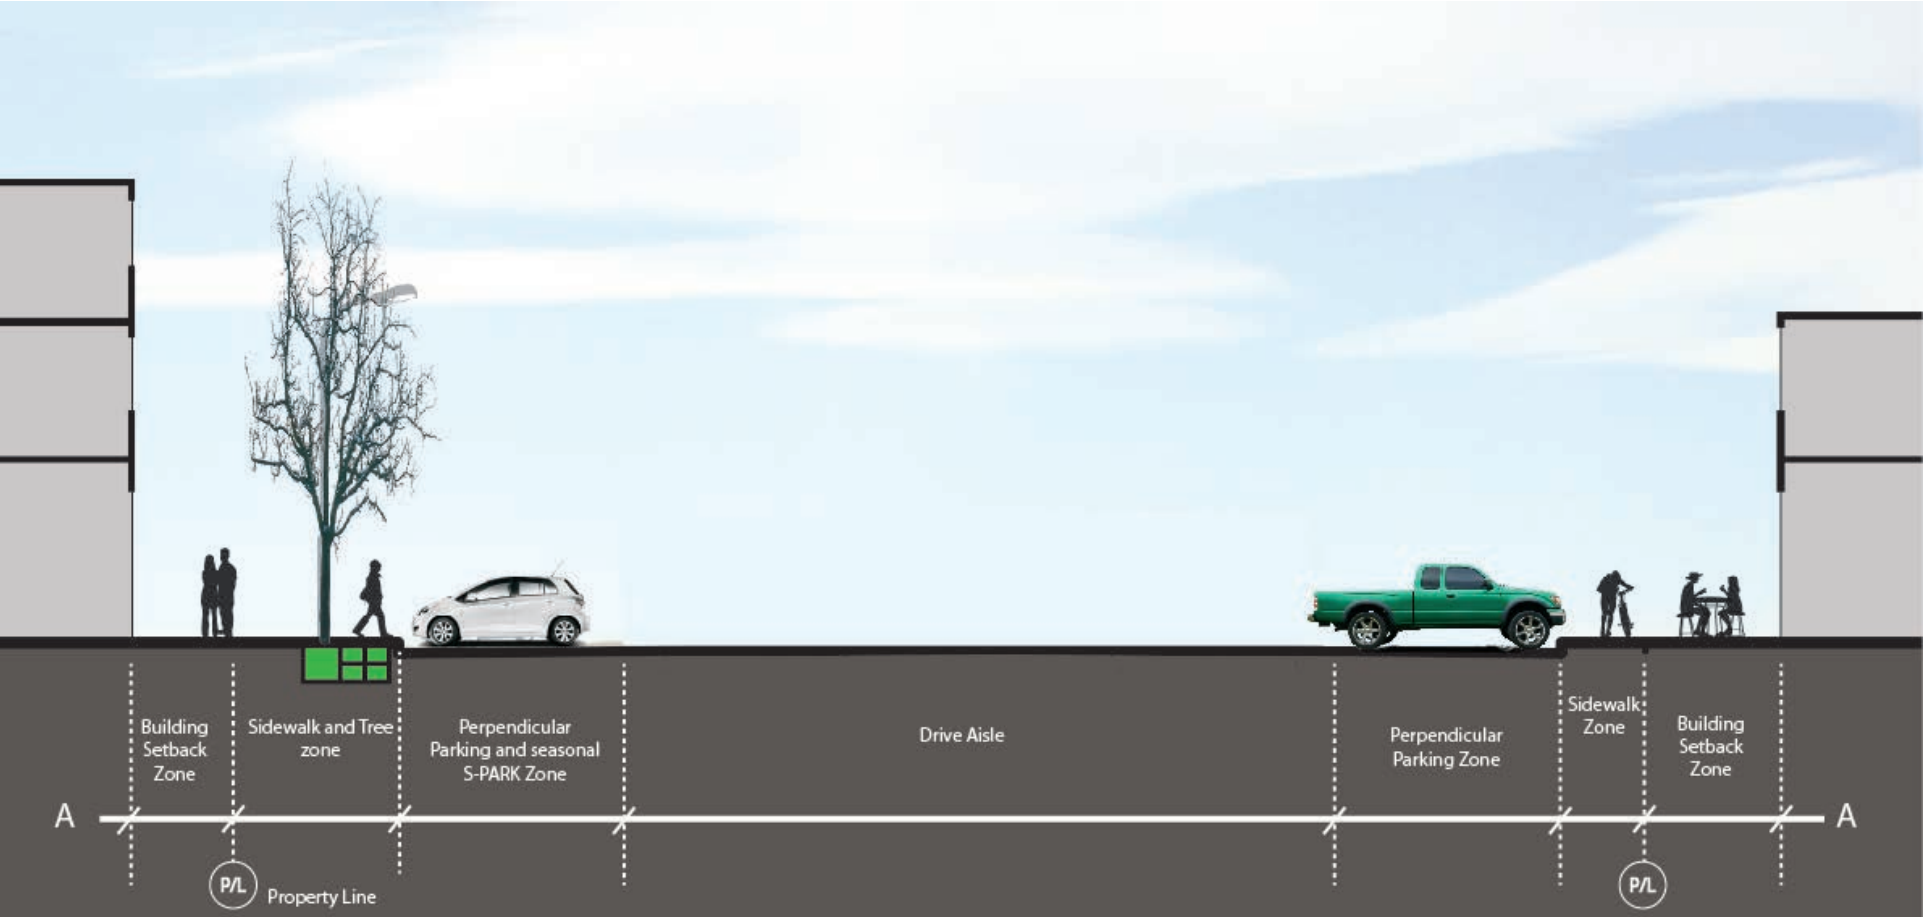 Building
Setback
Zone
Sidewalk and Tree
zone
Perpendicular
Parking and seasonal
S-PARK Zone
Drive Aisle
Perpendicular
Parking Zone
Sidewalk
Zone
Building
Setback
Zone
A
A
P/L
Property Line
P/L